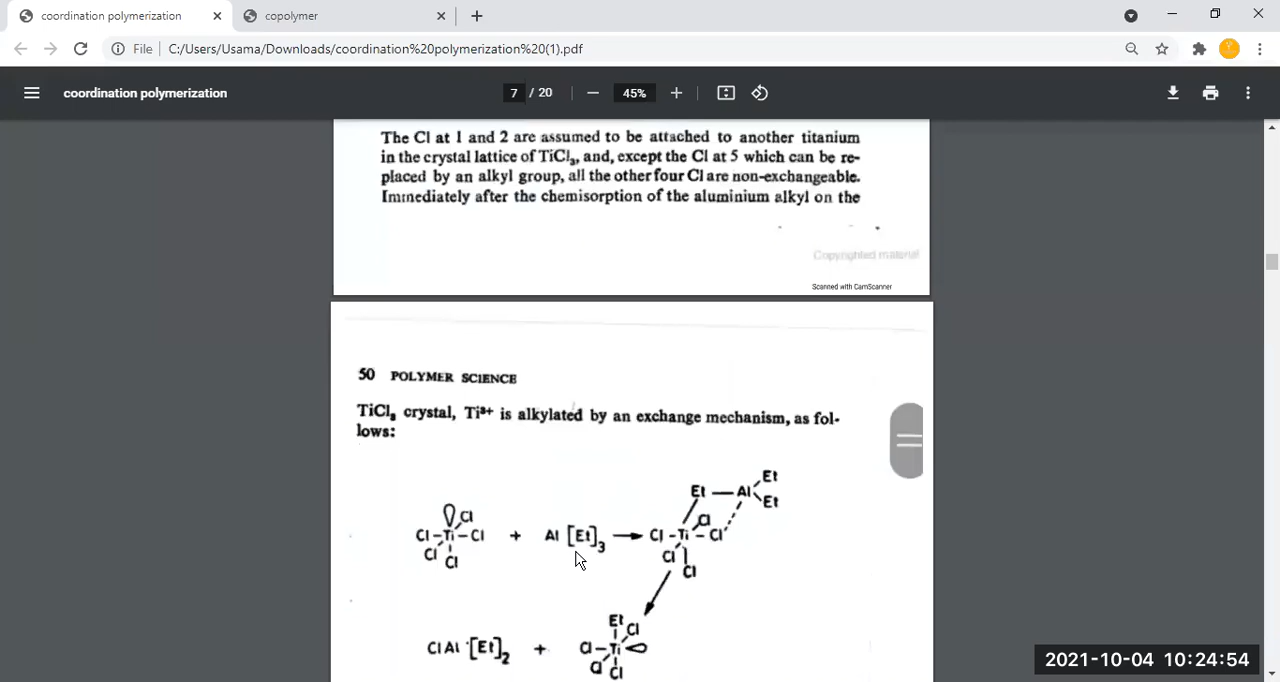 coordination polymerization
copolymer
File C:/Users/Usama/Downloads/coordination%20polymerization%20(1).pdf
coordination polymerization
7 / 20
45%
The Cl at 1 and 2 are assumed to be attached to another titanium
in the crystal lattice of TiCl₃, and, except the Cl at 5 which can be re-
placed by an alkyl group, all the other four Cl are non-exchangeable.
Immediately after the chemisorption of the aluminium alkyl on the
Copyrighted material
Scanned with CamScanner
50 POLYMER SCIENCE
TiCl₃ crystal, Ti³⁺ is alkylated by an exchange mechanism, as fol-
lows:
Et — Al Et
Et
Cl
Cl – Ti – Cl
Cl
Cl
+
Al [Et]₃
Cl
Cl – Ti – Cl
Cl
Cl
Cl Al [Et]₂
+
Et
Cl
Cl – Ti
Cl
Cl
2021-10-04 10:24:54